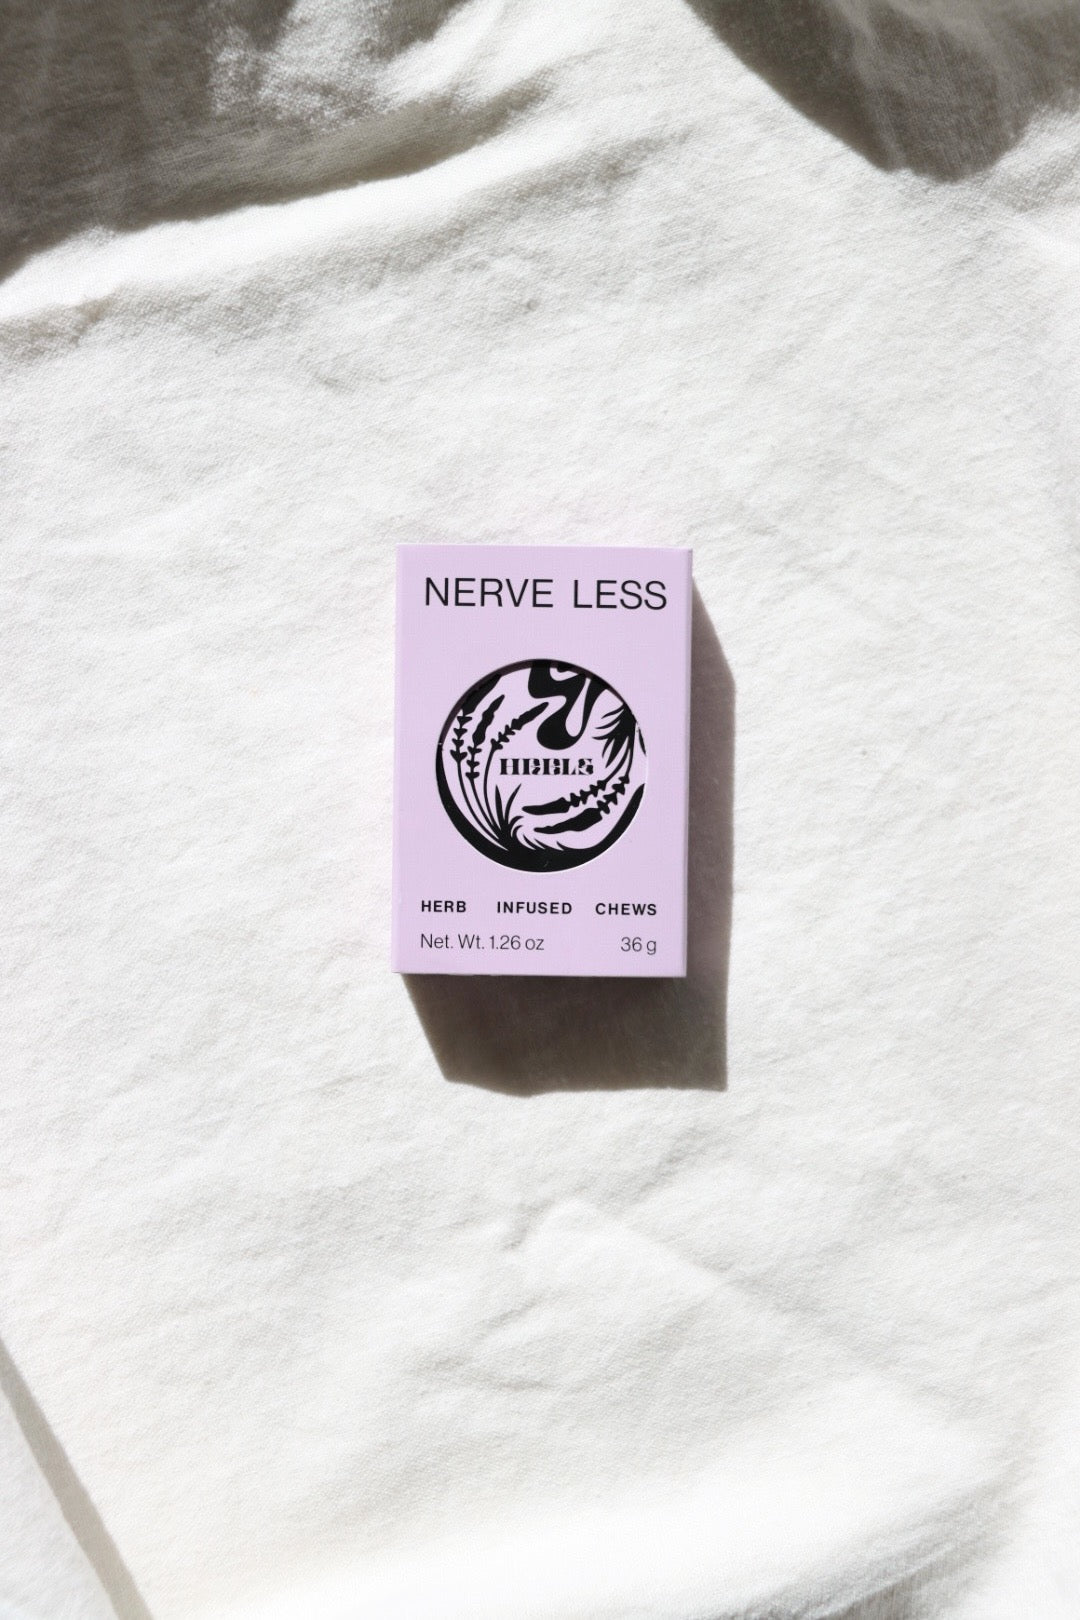 NERVE LESS
HERB INFUSED CHEWS
Net. Wt. 1.26 oz 36 g